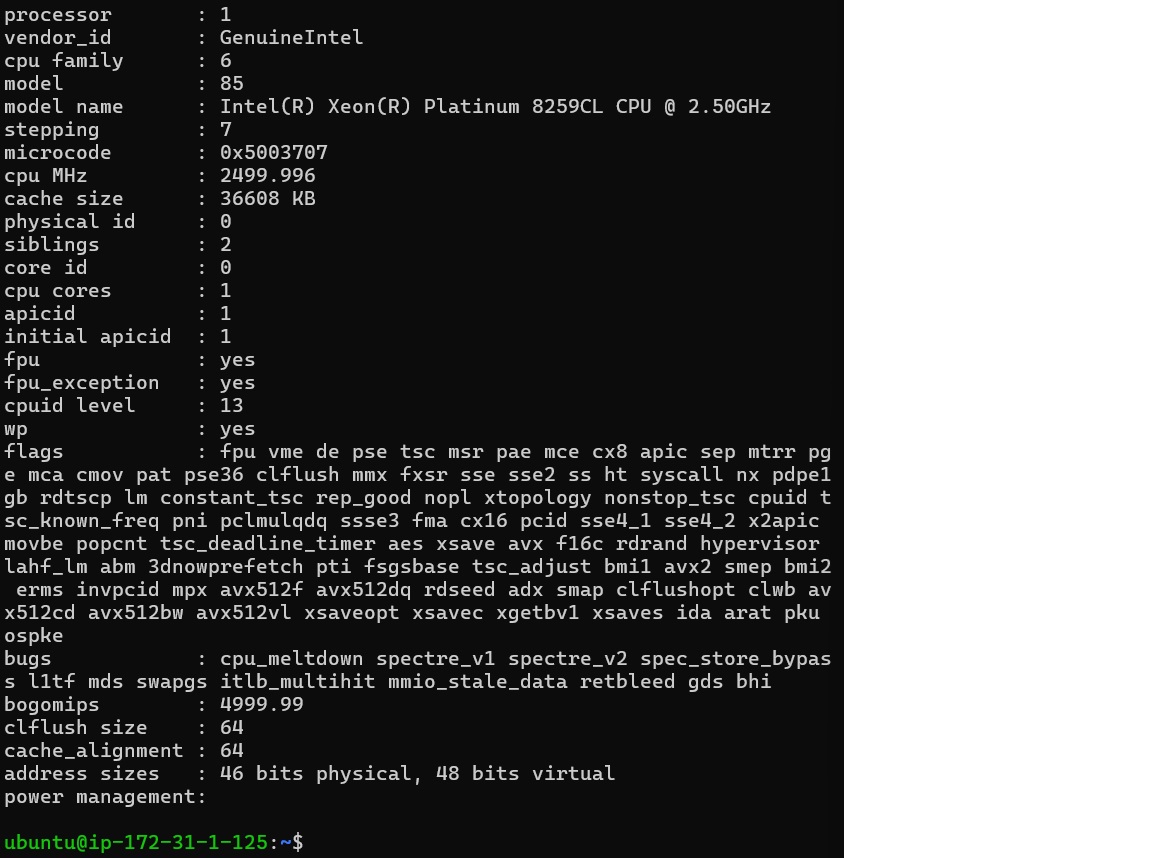 processor       : 1
vendor_id       : GenuineIntel
cpu family      : 6
model           : 85
model name      : Intel(R) Xeon(R) Platinum 8259CL CPU @ 2.50GHz
stepping        : 7
microcode       : 0x5003707
cpu MHz         : 2499.996
cache size      : 36608 KB
physical id     : 0
siblings        : 2
core id         : 0
cpu cores       : 1
apicid          : 1
initial apicid  : 1
fpu             : yes
fpu_exception   : yes
cpuid level     : 13
wp              : yes
flags           : fpu vme de pse tsc msr pae mce cx8 apic sep mtrr pg
e mca cmov pat pse36 clflush mmx fxsr sse sse2 ss ht syscall nx pdpe1
gb rdtscp lm constant_tsc rep_good nopl xtopology nonstop_tsc cpuid t
sc_known_freq pni pclmulqdq ssse3 fma cx16 pcid sse4_1 sse4_2 x2apic
movbe popcnt tsc_deadline_timer aes xsave avx f16c rdrand hypervisor
lahf_lm abm 3dnowprefetch pti fsgsbase tsc_adjust bmi1 avx2 smep bmi2
 erms invpcid mpx avx512f avx512dq rdseed adx smap clflushopt clwb av
x512cd avx512bw avx512vl xsaveopt xsavec xgetbv1 xsaves ida arat pku
ospke
bugs            : cpu_meltdown spectre_v1 spectre_v2 spec_store_bypas
s l1tf mds swapgs itlb_multihit mmio_stale_data retbleed gds bhi
bogomips        : 4999.99
clflush size    : 64
cache_alignment : 64
address sizes   : 46 bits physical, 48 bits virtual
power management:
ubuntu@ip-172-31-1-125:~$